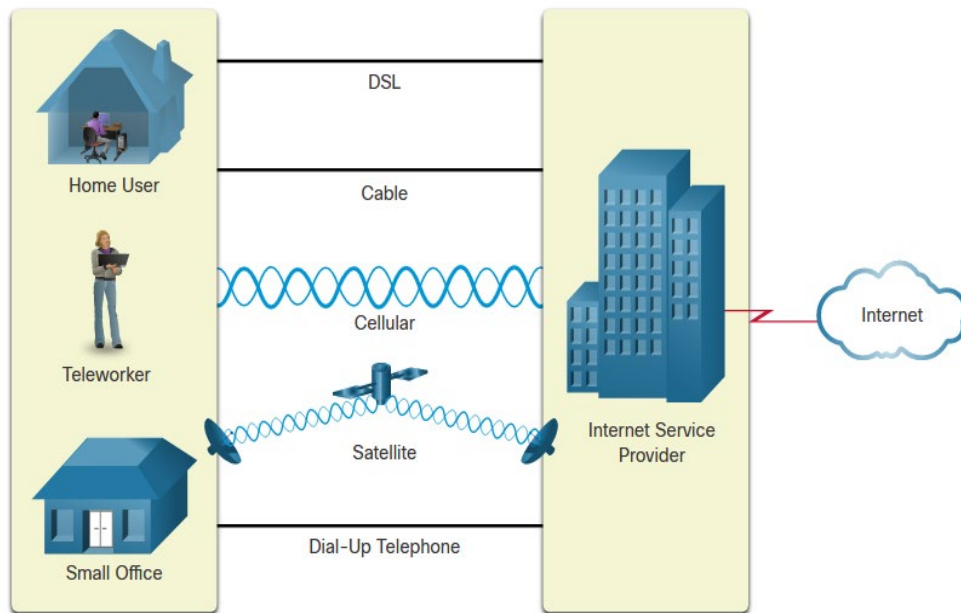 DSL
Home User
Cable
Cellular
Internet
Teleworker
Satellite
Internet Service
Provider
Dial-Up Telephone
Small Office